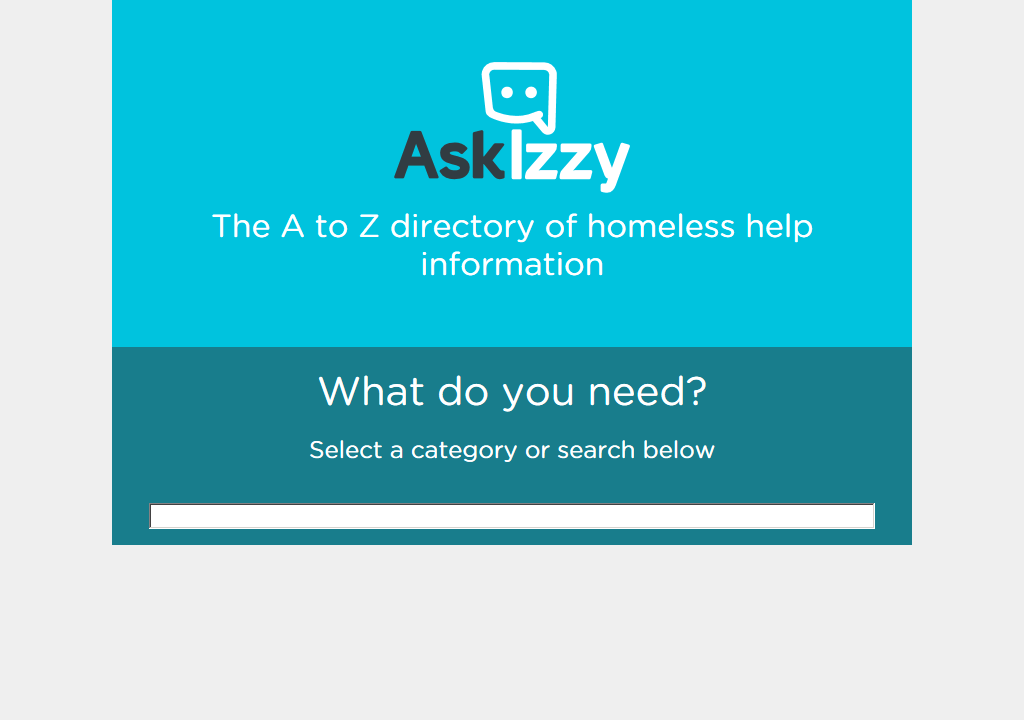 AskIzzy
The A to Z directory of homeless help
information
What do you need?
Select a category or search below